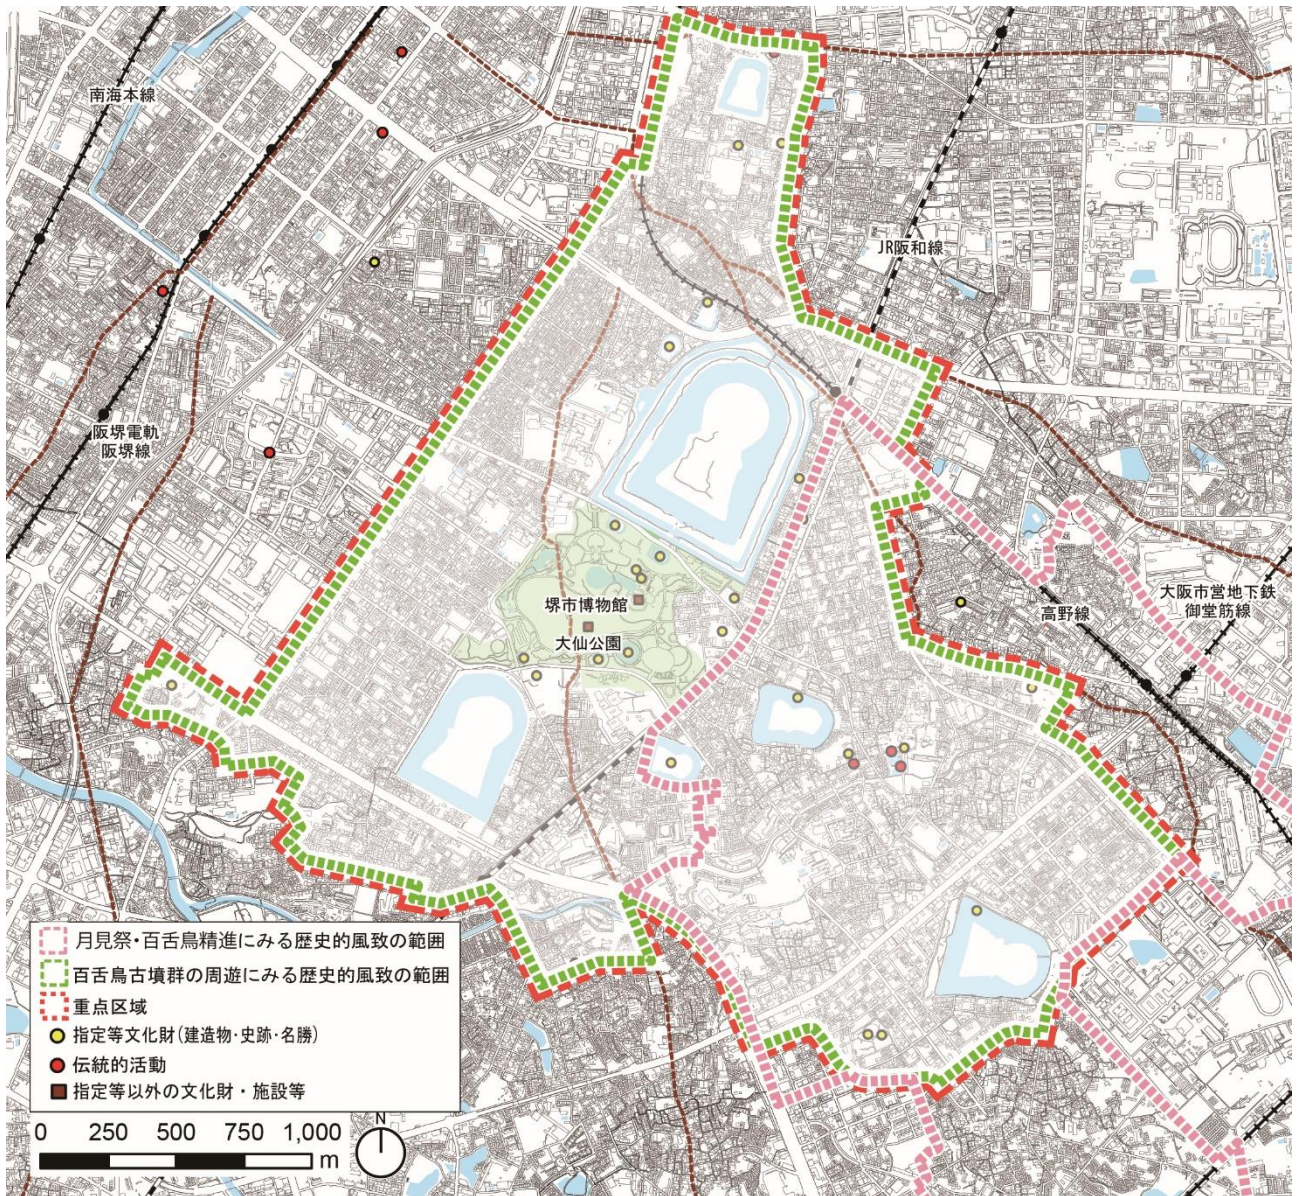 南海本線
JR阪和線
阪堺電軌
阪堺線
大阪市営地下鉄
御堂筋線
高野線
堺市博物館
大仙公園
月見祭・百舌鳥精進にみる歴史的風致の範囲
百舌鳥古墳群の周遊にみる歴史的風致の範囲
重点区域
指定等文化財(建造物・史跡・名勝)
伝統的活動
指定等以外の文化財・施設等
0 250 500 750 1,000
m
N